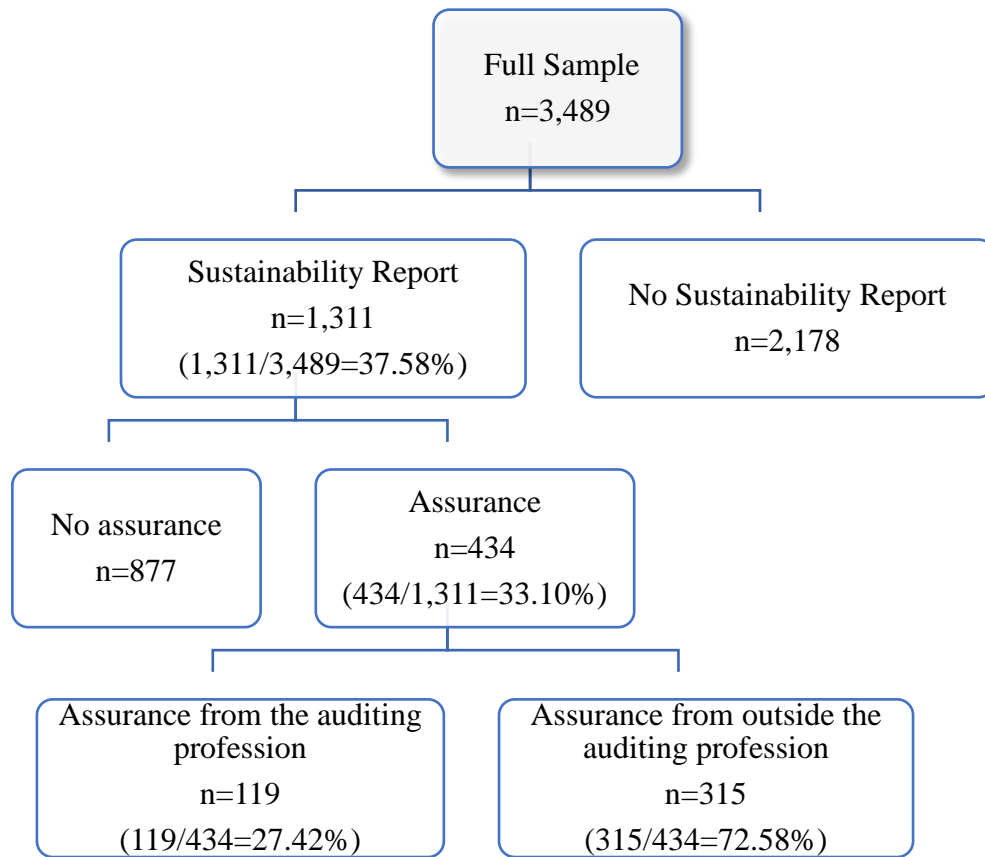 Full Sample
n=3,489
Sustainability Report
n=1,311
(1,311/3,489=37.58%)
No Sustainability Report
n=2,178
No assurance
n=877
Assurance
n=434
(434/1,311=33.10%)
Assurance from the auditing
profession
n=119
(119/434=27.42%)
Assurance from outside the
auditing profession
n=315
(315/434=72.58%)